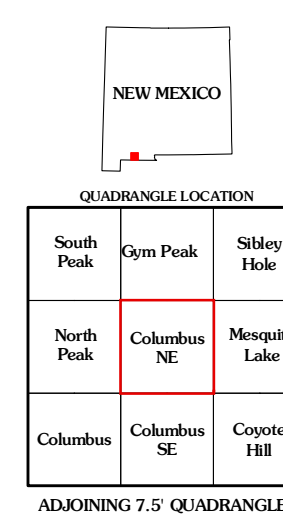 NEW MEXICO
QUADRANGLE LOCATION
South Peak
Gym Peak
Sibley Hole
North Peak
Columbus NE
Mesquit Lake
Columbus
Columbus SE
Coyote Hill
ADJOINING 7.5' QUADRANGLE